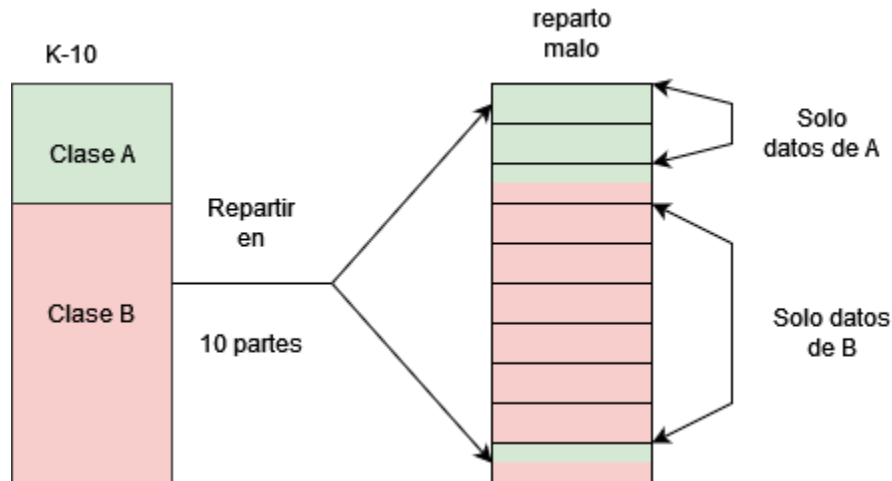 K-10
Clase A
Clase B
Repartir
en
10 partes
reparto
malo
Solo
datos de A
Solo datos
de B